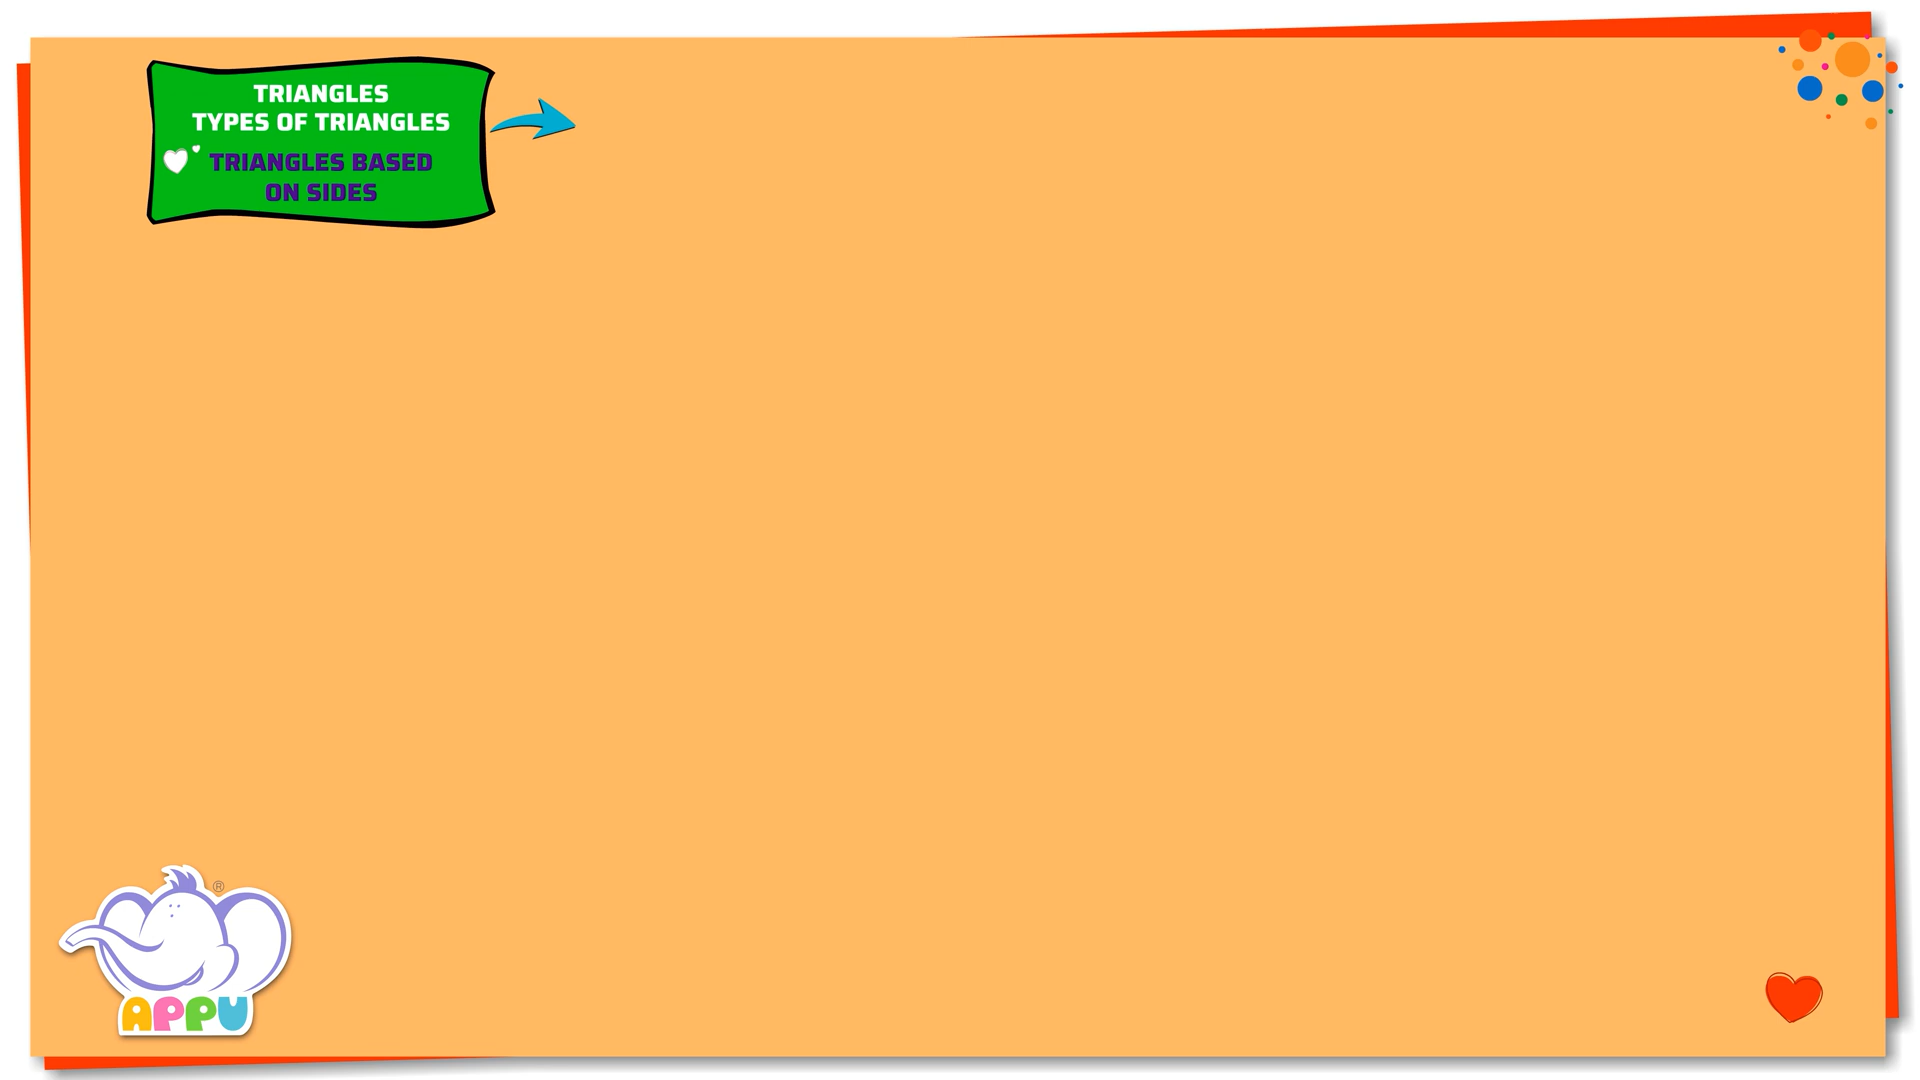 TRIANGLES
TYPES OF TRIANGLES
TRIANGLES BASED
ON SIDES
®
APPU